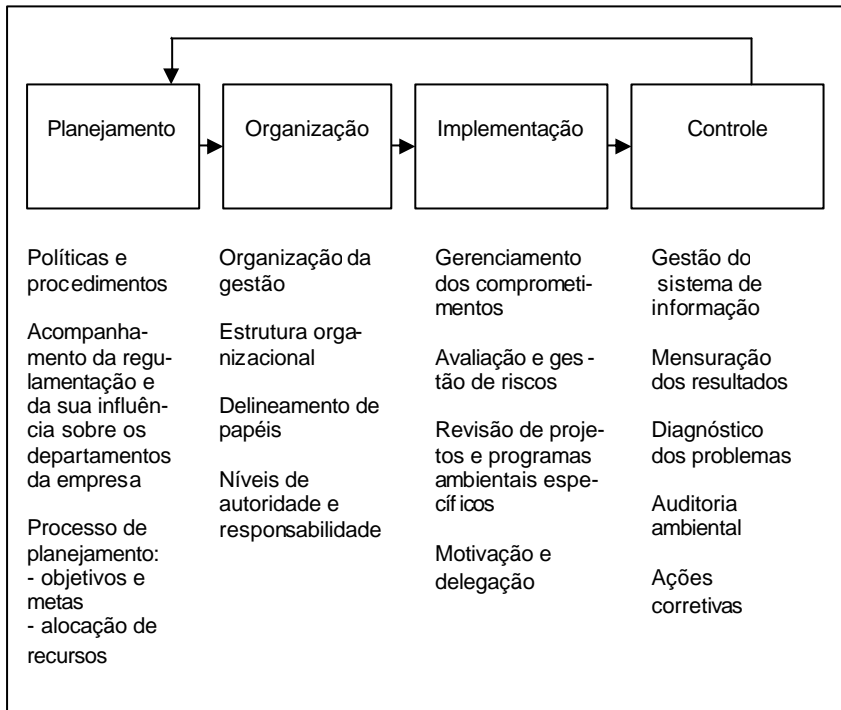 Planejamento
Organização
Implementação
Controle
Políticas e
procedimentos
Acompanha-
mento da regu-
lamentação e
da sua influên-
cia sobre os
departamentos
da empresa
Processo de
planejamento:
- objetivos e
metas
- alocação de
recursos
Organização da
gestão
Estrutura orga-
nizacional
Delineamento de
papéis
Níveis de
autoridade e
responsabilidade
Gerenciamento
dos comprometi-
mentos
Avaliação e ges-
tão de riscos
Revisão de proje-
tos e programas
ambientais espe-
cíficos
Motivação e
delegação
Gestão do
sistema de
informação
Mensuração
dos resultados
Diagnóstico
dos problemas
Auditoria
ambiental
Ações
corretivas